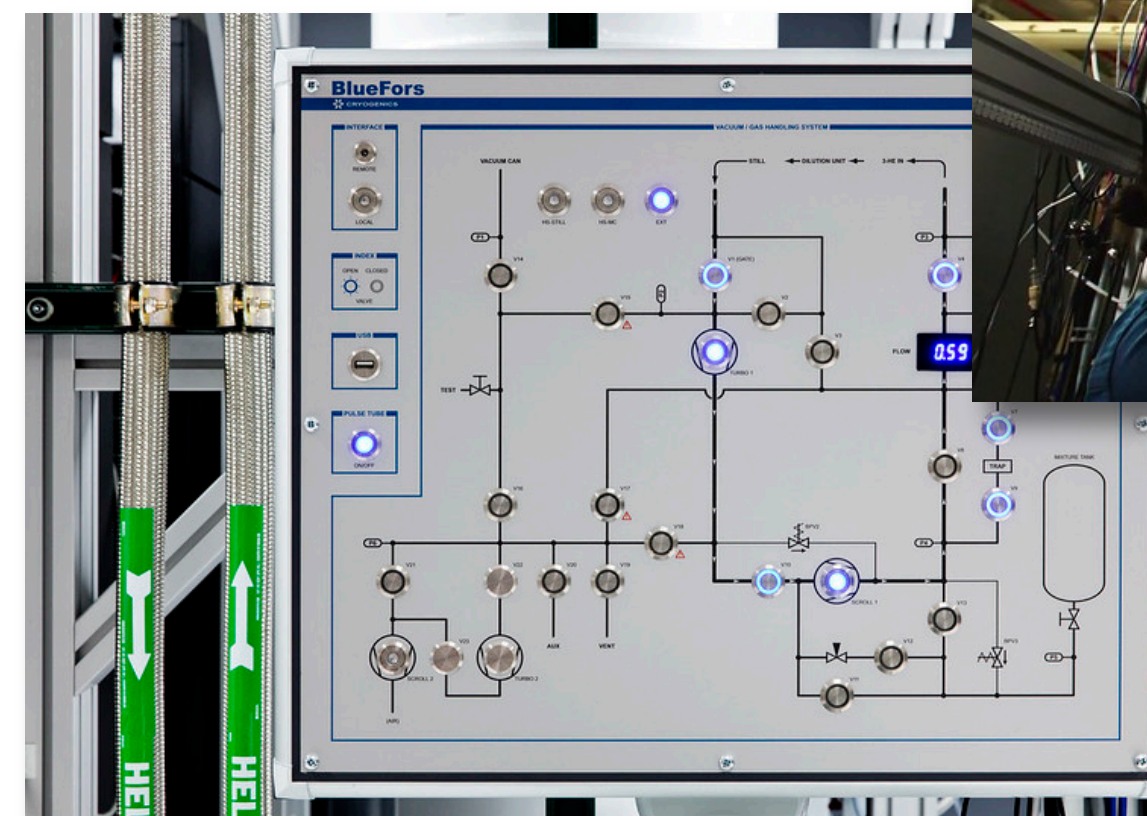 BlueFors
CRYOGENICS
INTERFACE
REMOTE
LOCAL
INDEX
OPEN CLOSED
VALVE
USB
PULSE TUBE
ON/OFF
VACUUM / GAS HANDLING SYSTEM
VACUUM CAN
STILL
DILUTION UNIT
3-HE IN
HS-STILL
HS-MC
EXT
P1
V14
V1 (GATE)
V4
V15
V2
V3
TURBO 1
FLOW
0.59
TEST
V7
TRAP
MIXTURE TANK
V16
V17
V18
BPV2
V9
P6
P4
V21
V22
V20
V19
V10
SCROLL 1
V13
AUX
VENT
V23
V12
BPV3
P5
SCROLL 2
TURBO 2
V11
(AIR)
HEL
HEL